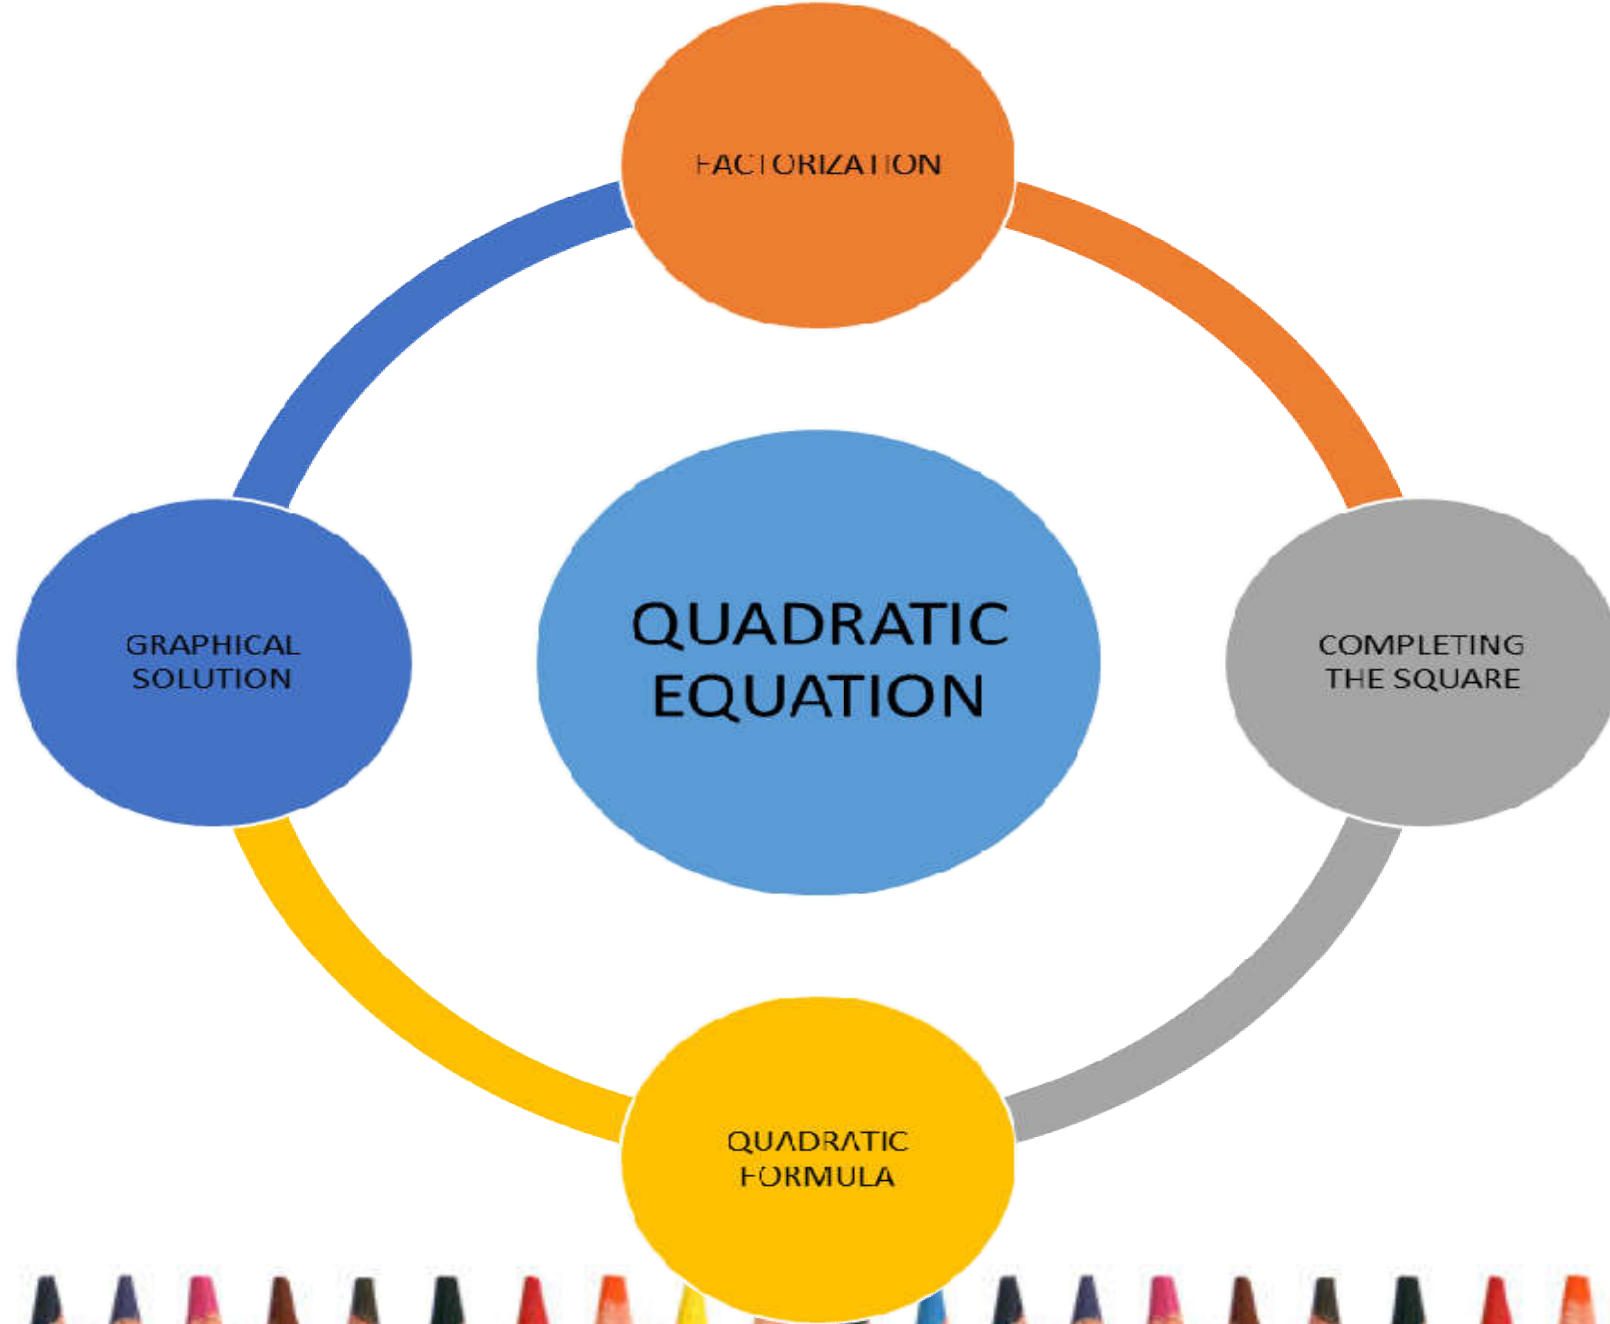 FACTORIZATION
GRAPHICAL
SOLUTION
QUADRATIC
EQUATION
COMPLETING
THE SQUARE
QUADRATIC
FORMULA